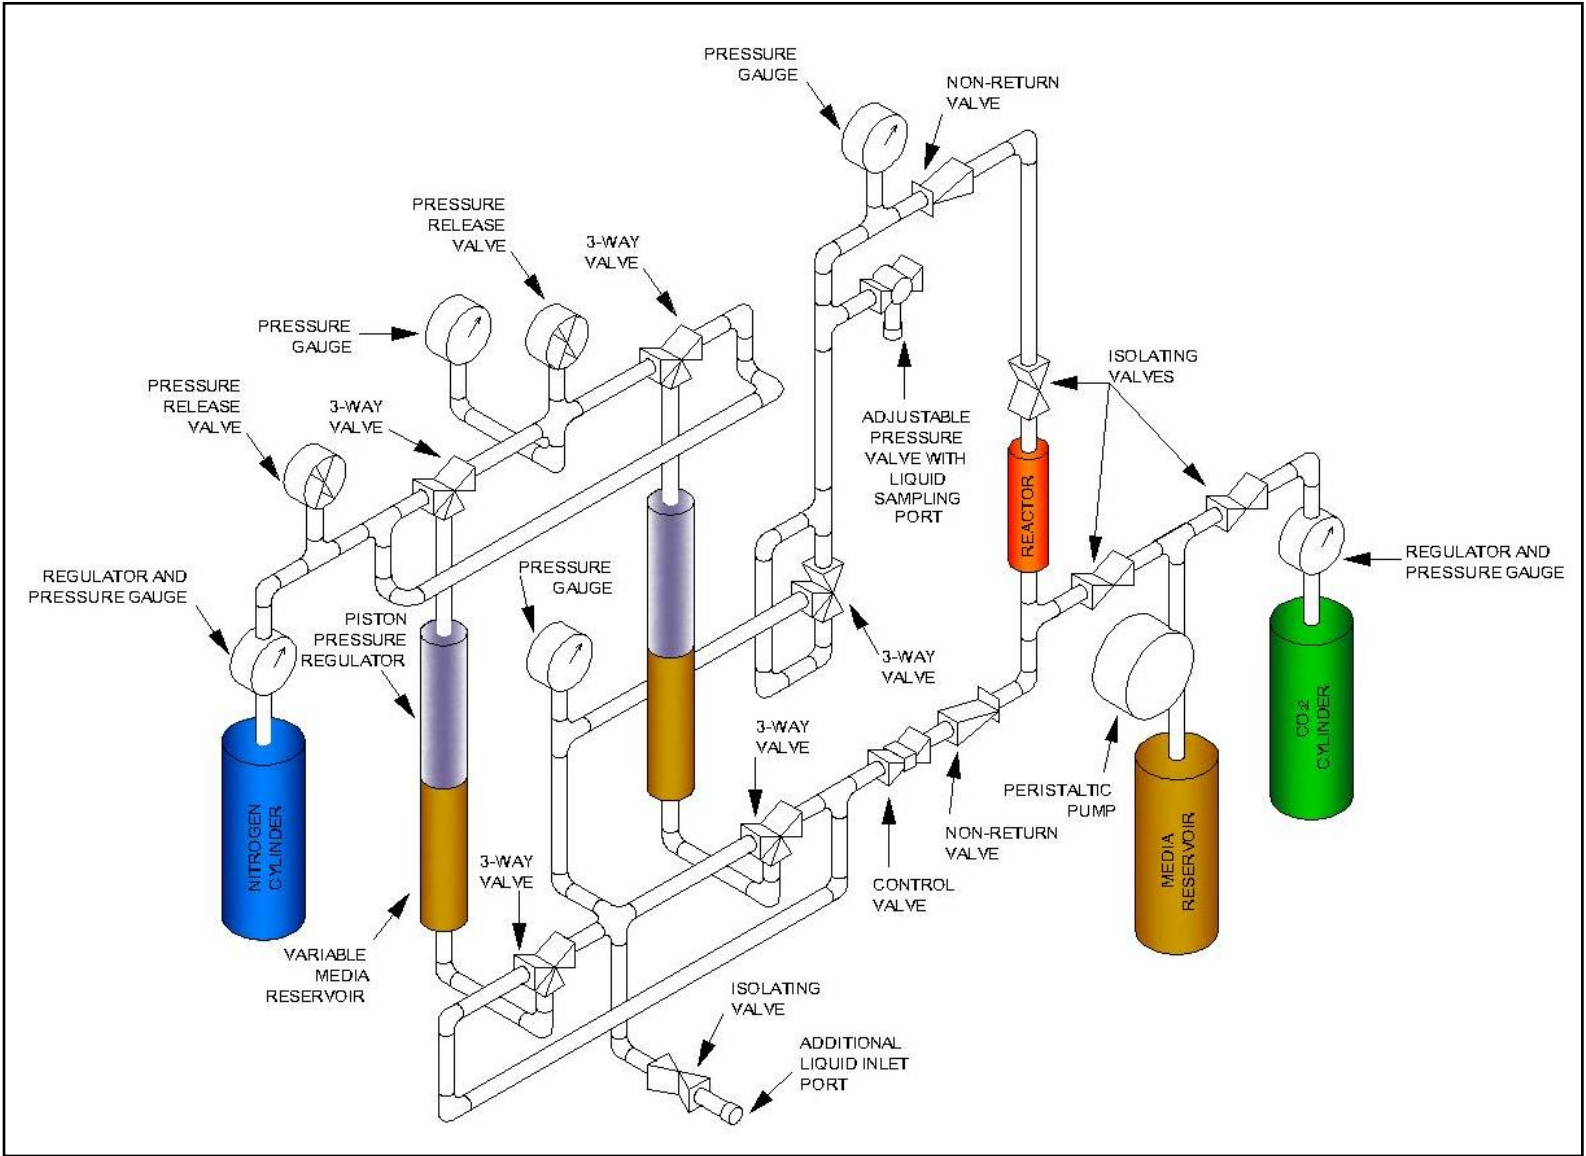 PRESSURE
GAUGE
NON-RETURN
VALVE
PRESSURE
RELEASE
VALVE
3-WAY
VALVE
PRESSURE
GAUGE
ISOLATING
VALVES
PRESSURE
RELEASE
VALVE
3-WAY
VALVE
ADJUSTABLE
PRESSURE
VALVE WITH
LIQUID
SAMPLING
PORT
REACTOR
REGULATOR AND
PRESSURE GAUGE
PRESSURE
GAUGE
REGULATOR AND
PRESSURE GAUGE
PISTON
PRESSURE
REGULATOR
3-WAY
VALVE
3-WAY
VALVE
CO2
CYLINDER
PERISTALTIC
PUMP
NON-RETURN
VALVE
NITROGEN
CYLINDER
3-WAY
VALVE
CONTROL
VALVE
MEDIA
RESERVOIR
VARIABLE
MEDIA
RESERVOIR
ISOLATING
VALVE
ADDITIONAL
LIQUID INLET
PORT